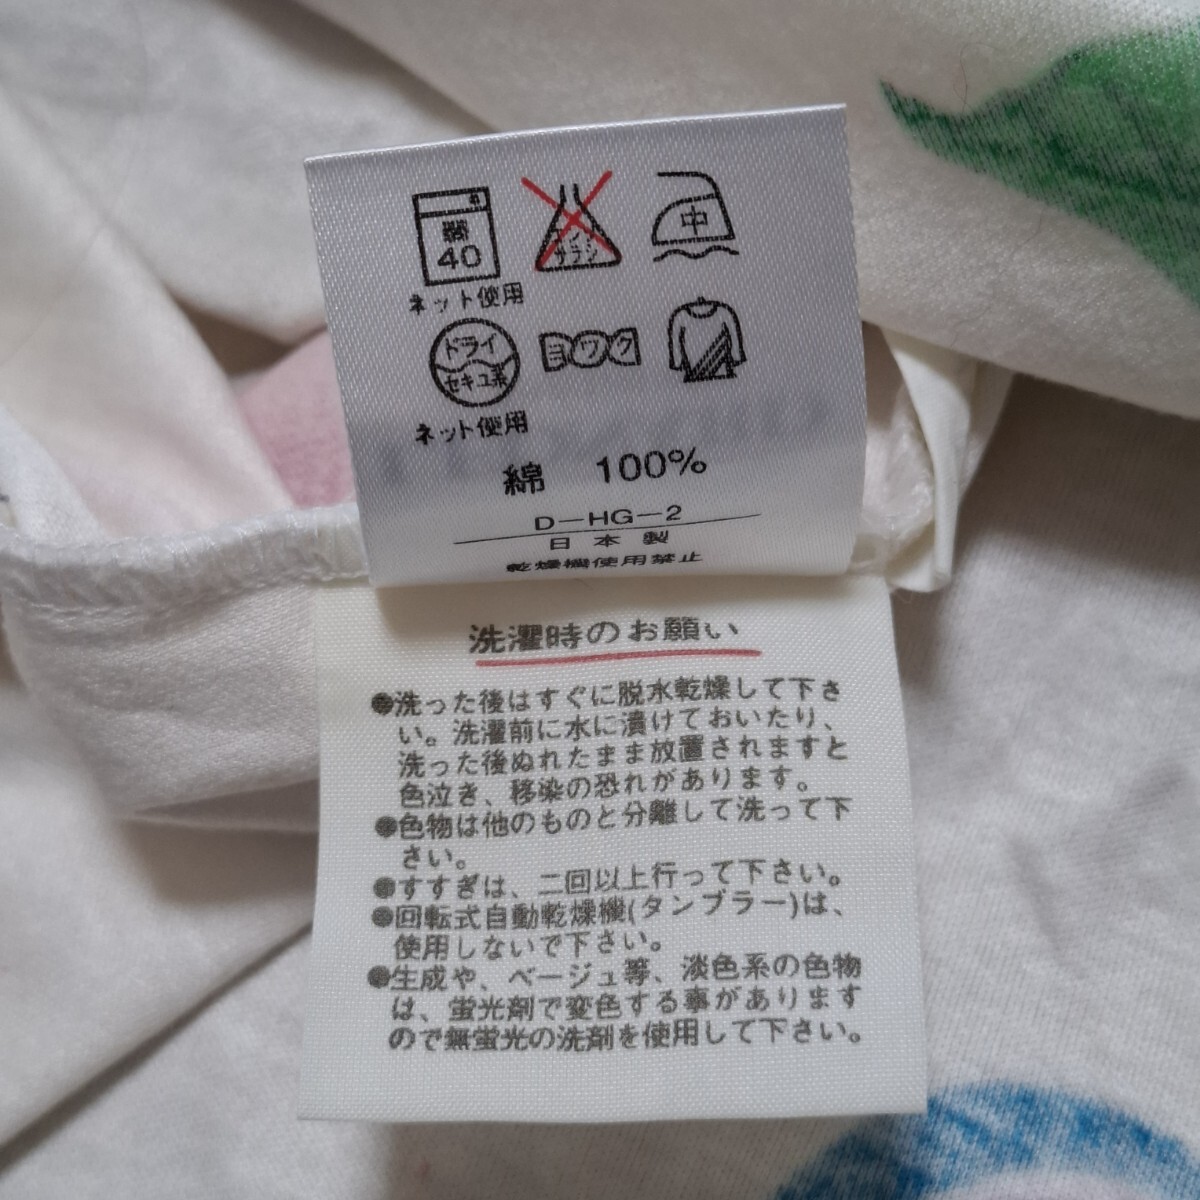 弱
40
エンソ
サラシ
中
ネット使用
ドライ
セキユ系
ヨワク
ネット使用
綿 100%
D-HG-2
日本製
乾燥機使用禁止
洗濯時のお願い
●洗った後はすぐに脱水乾燥して下さ
い。洗濯前に水に漬けておいたり、
洗った後ぬれたまま放置されますと
色泣き、移染の恐れがあります。
●色物は他のものと分離して洗って下
さい。
●すすぎは、二回以上行って下さい。
●回転式自動乾燥機(タンブラー)は、
使用しないで下さい。
●生成や、ベージュ等、淡色系の色物
は、蛍光剤で変色する事があります
ので無蛍光の洗剤を使用して下さい。